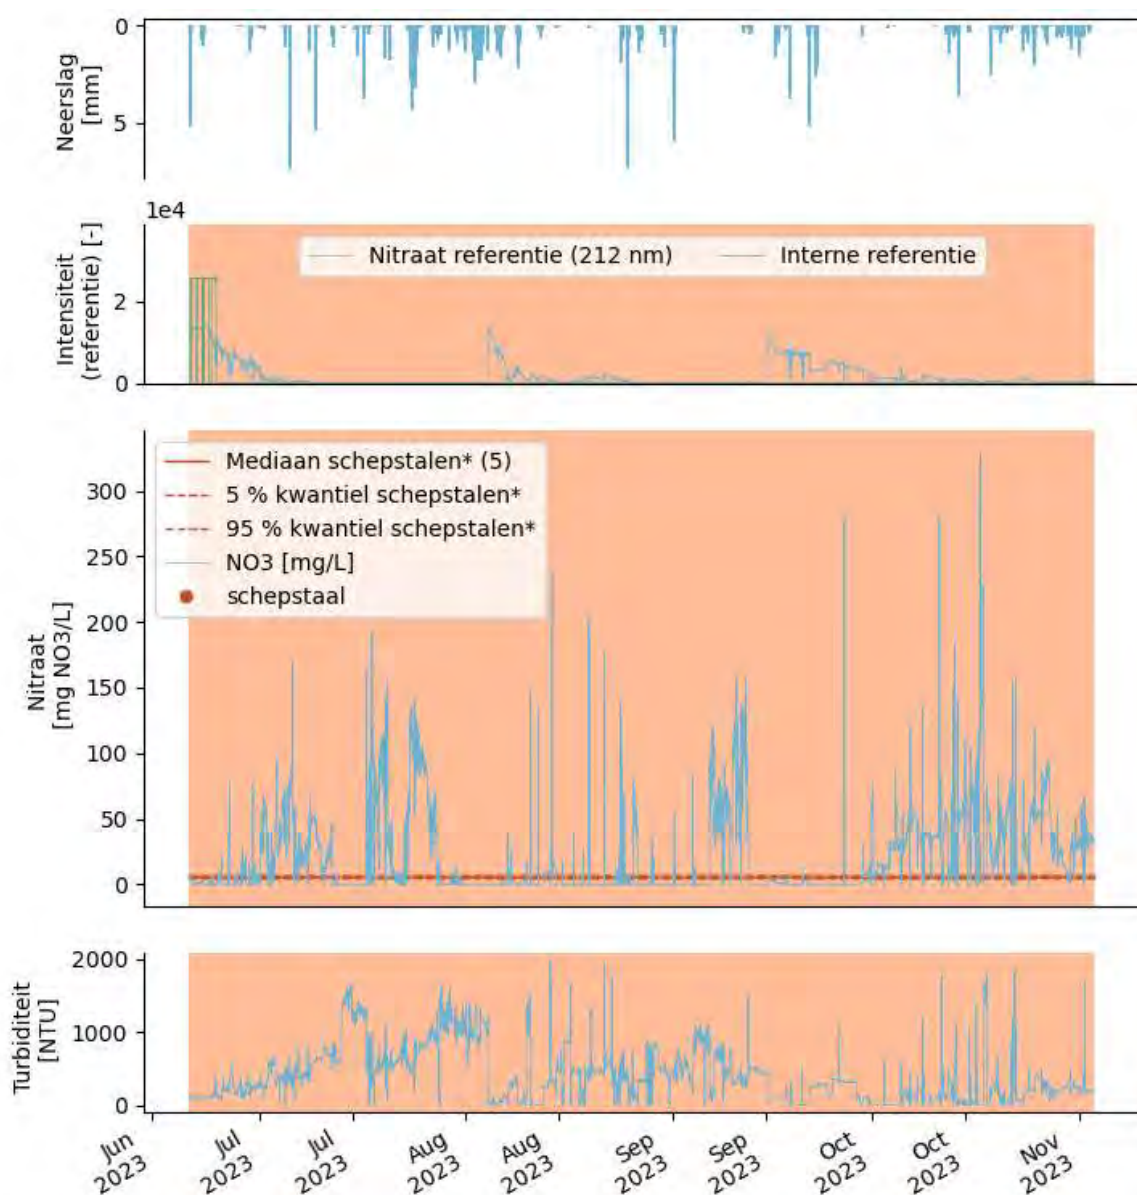 0
5
Neerslag
[mm]
1e4
2
0
Intensiteit
(referentie) [-]
Nitraat referentie (212 nm)
Interne referentie
Mediaan schepstalen* (5)
5 % kwantiel schepstalen*
95 % kwantiel schepstalen*
NO3 [mg/L]
schepstaal
300
250
200
150
100
50
0
Nitraat
[mg NO3/L]
2000
1000
0
Turbiditeit
[NTU]
Jun
2023
Jul
2023
Jul
2023
Aug
2023
Aug
2023
Sep
2023
Sep
2023
Oct
2023
Oct
2023
Nov
2023